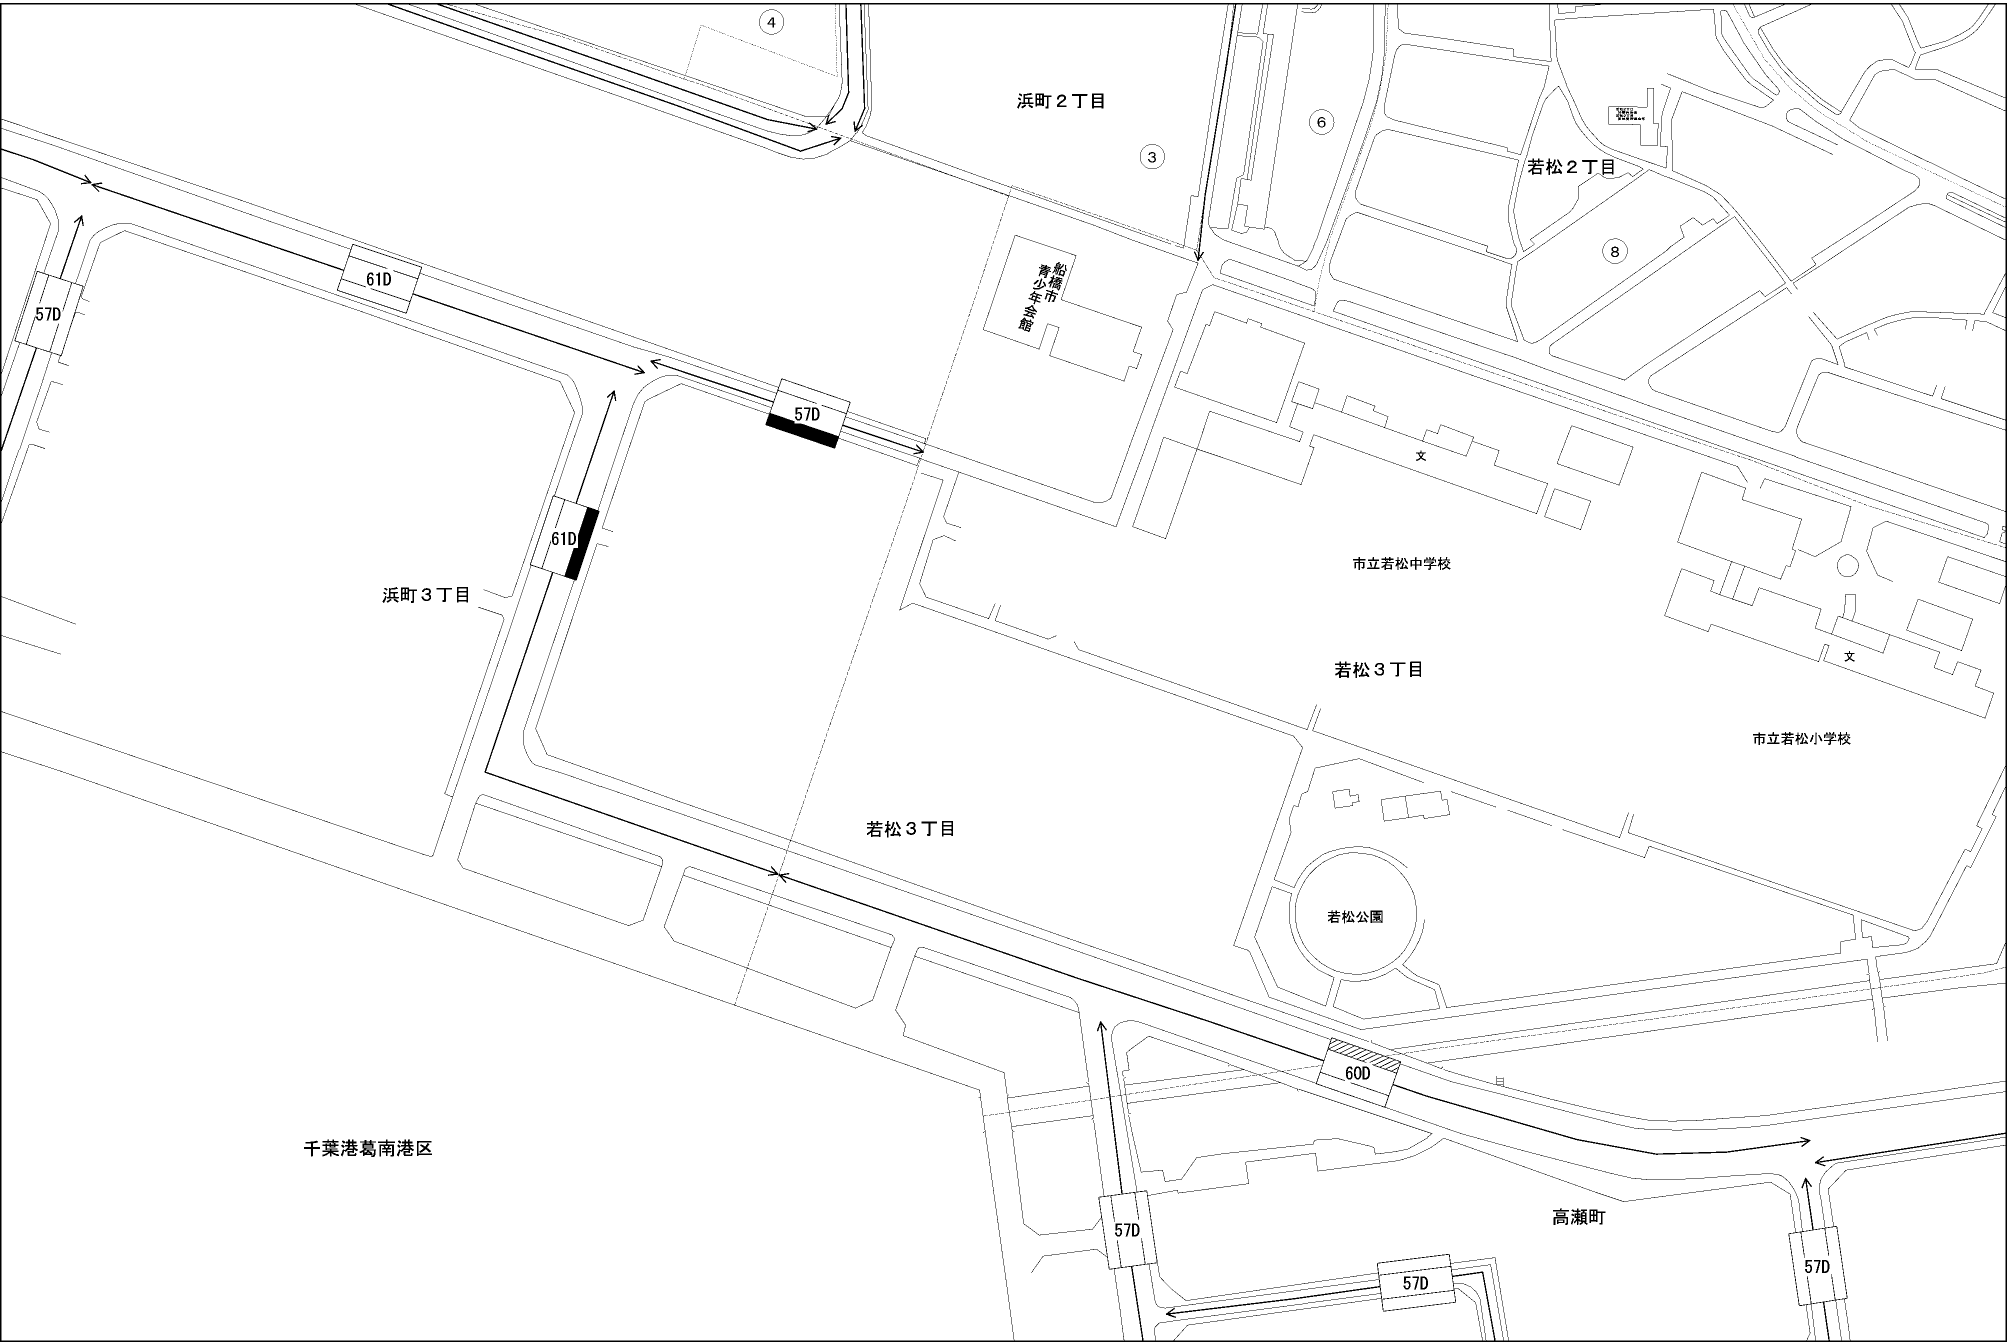 ④
浜町２丁目
⑥
③
若松２丁目
⑧
61D
57D
船橋市
青少年会館
57D
文
61D
市立若松中学校
浜町３丁目
若松３丁目
文
市立若松小学校
若松３丁目
若松公園
60D
千葉港葛南港区
高瀬町
57D
57D
57D